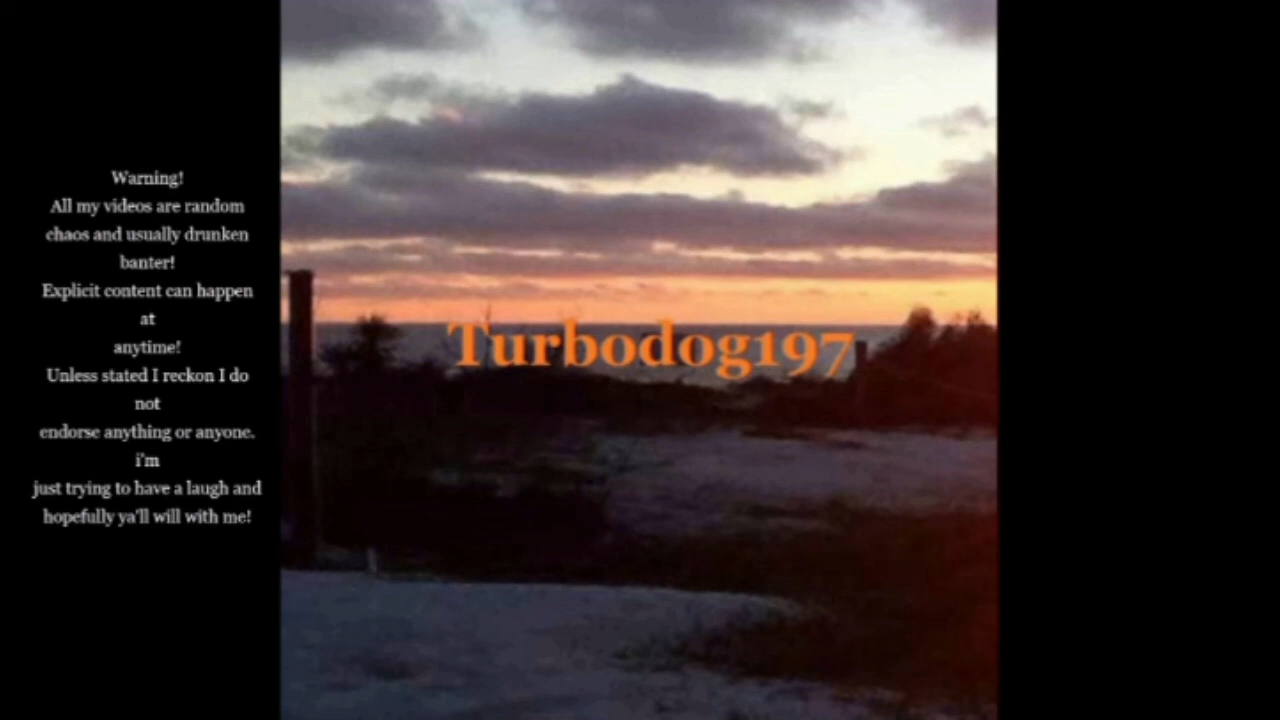 Warning!
All my videos are random
chaos and usually drunken
banter!
Explicit content can happen
at
anytime!
Unless stated I reckon I do
not
endorse anything or anyone.
i'm
just trying to have a laugh and
hopefully ya'll will with me!
Turbodog197